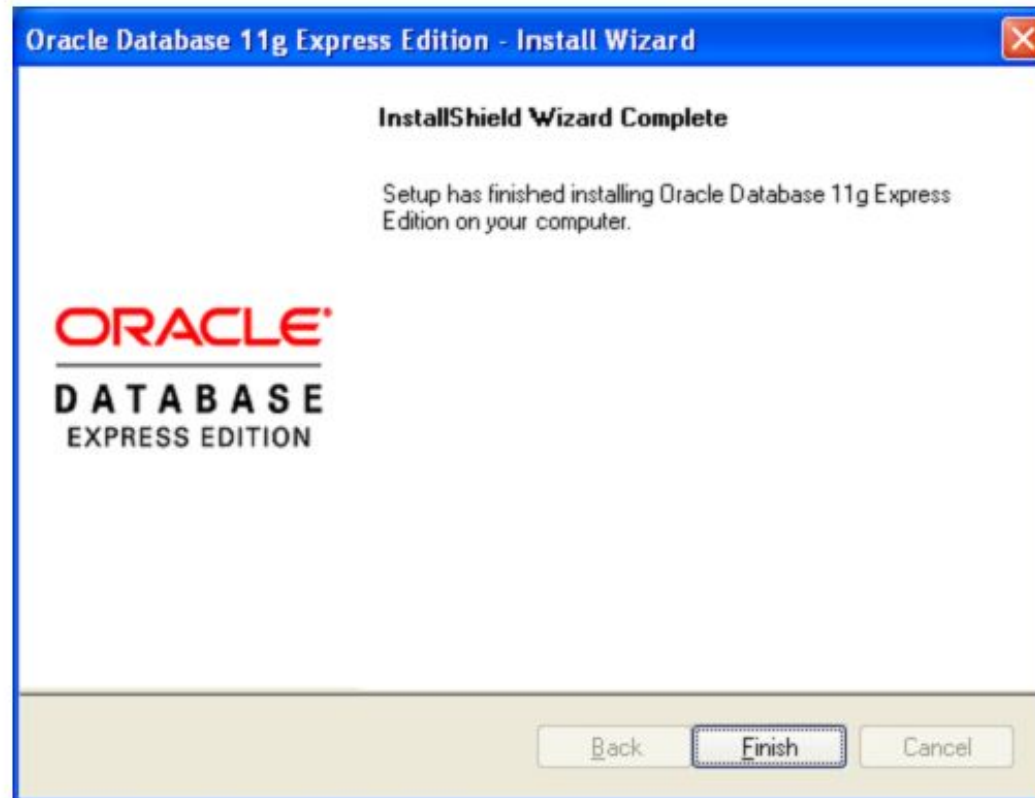 Oracle Database 11g Express Edition - Install Wizard
InstallShield Wizard Complete
Setup has finished installing Oracle Database 11g Express
Edition on your computer.
ORACLE
DATABASE
EXPRESS EDITION
Back
Finish
Cancel